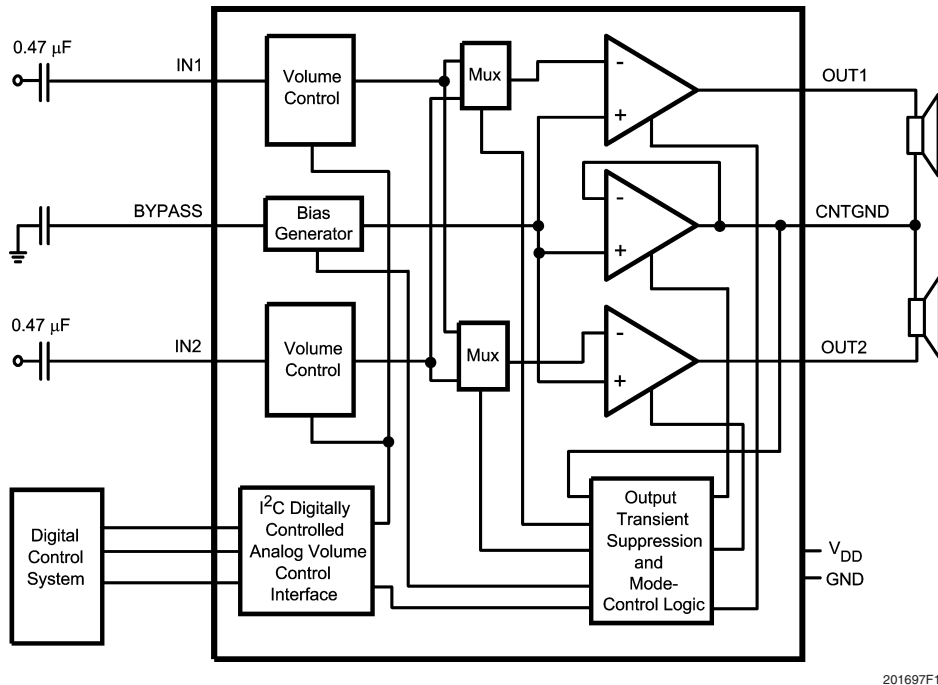 0.47 μF
IN1
Volume
Control
Mux
-
+
OUT1
BYPASS
Bias
Generator
-
+
CNTGND
0.47 μF
IN2
Volume
Control
Mux
-
+
OUT2
Digital
Control
System
I²C Digitally
Controlled
Analog Volume
Control
Interface
Output
Transient
Suppression
and
Mode-
Control Logic
VDD
GND
201697F1